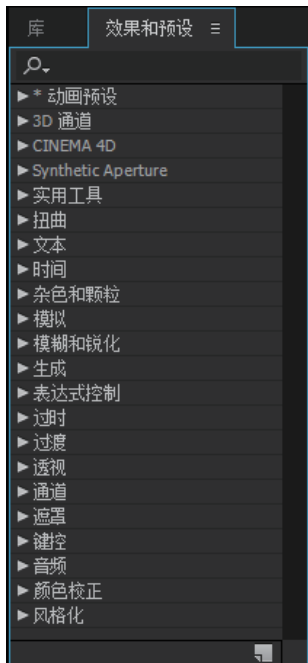 库 效果和预设
* 动画预设
3D 通道
CINEMA 4D
Synthetic Aperture
实用工具
扭曲
文本
时间
杂色和颗粒
模拟
模糊和锐化
生成
表达式控制
过时
过渡
透视
通道
遮罩
键控
音频
颜色校正
风格化